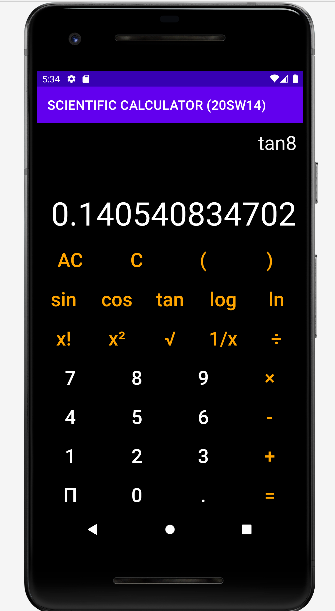 5:34
SCIENTIFIC CALCULATOR (20SW14)
tan8
0.140540834702
AC C ( )
sin cos tan log ln
x! x² √ 1/x ÷
7 8 9 ×
4 5 6 -
1 2 3 +
Π 0 . =